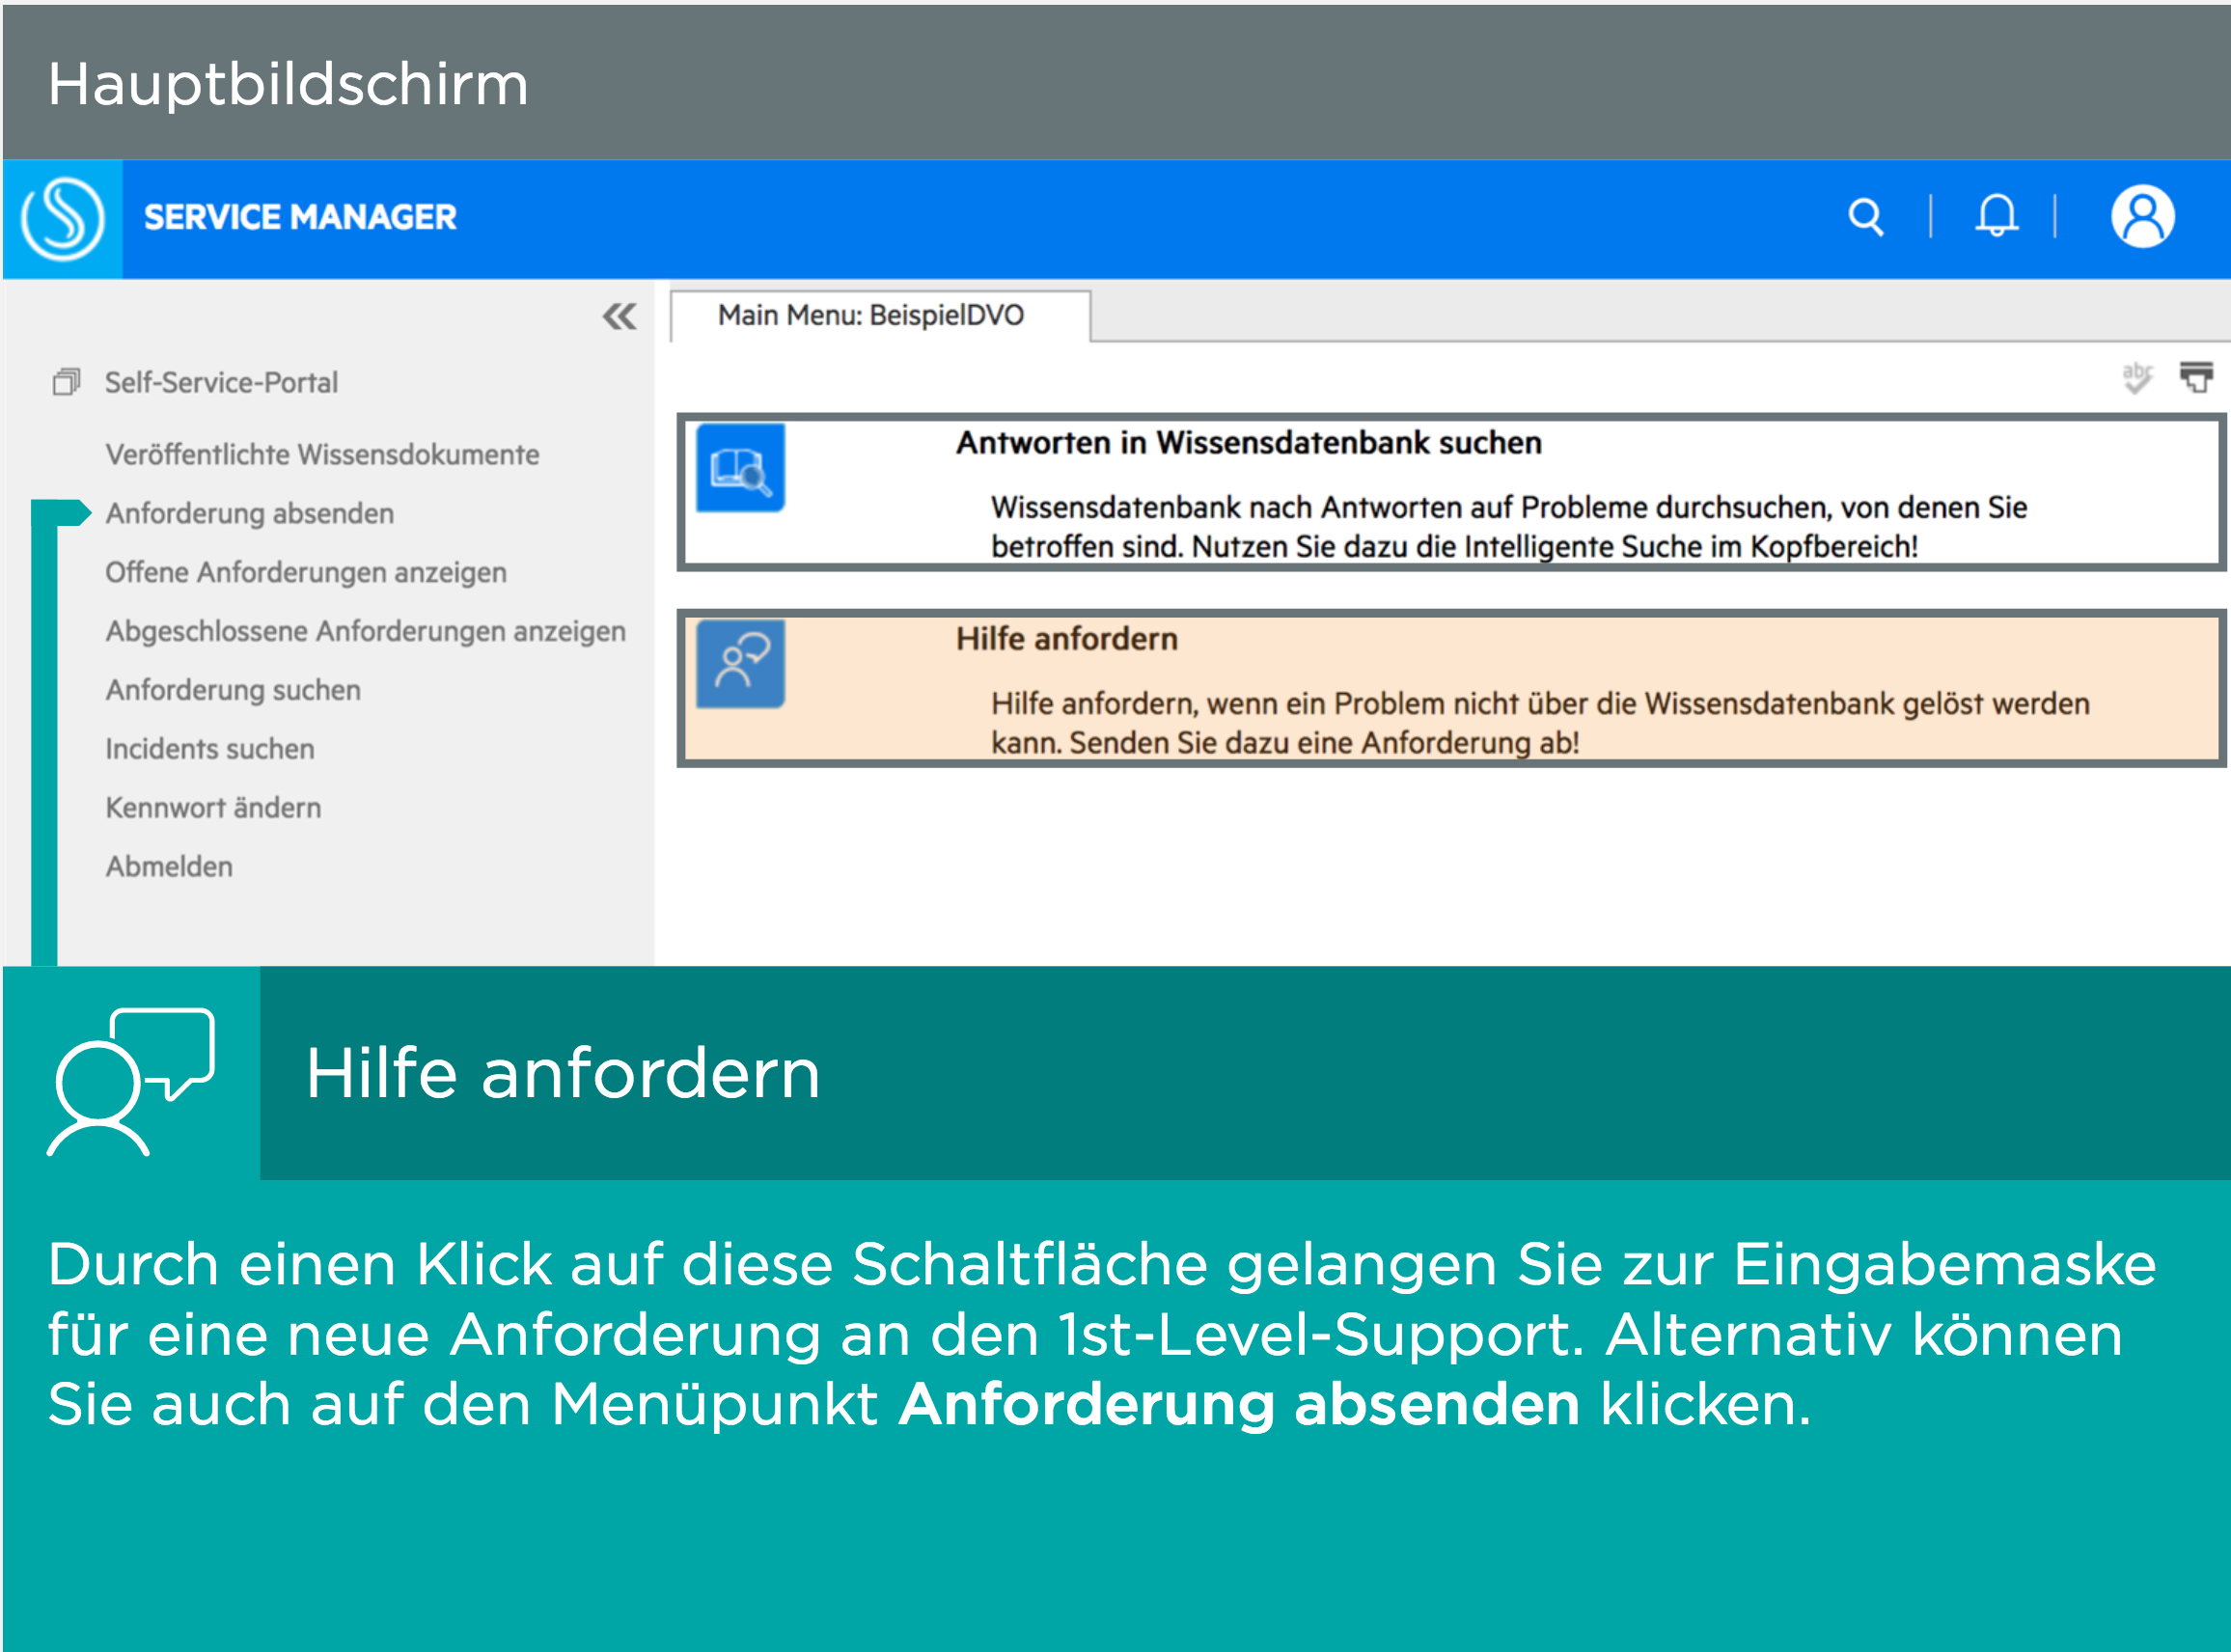 Hauptbildschirm
SERVICE MANAGER
Main Menu: BeispielDVO
Self-Service-Portal
Veröffentlichte Wissensdokumente
Anforderung absenden
Offene Anforderungen anzeigen
Abgeschlossene Anforderungen anzeigen
Anforderung suchen
Incidents suchen
Kennwort ändern
Abmelden
abc
Antworten in Wissensdatenbank suchen
Wissensdatenbank nach Antworten auf Probleme durchsuchen, von denen Sie
betroffen sind. Nutzen Sie dazu die Intelligente Suche im Kopfbereich!
Hilfe anfordern
Hilfe anfordern, wenn ein Problem nicht über die Wissensdatenbank gelöst werden
kann. Senden Sie dazu eine Anforderung ab!
Hilfe anfordern
Durch einen Klick auf diese Schaltfläche gelangen Sie zur Eingabemaske
für eine neue Anforderung an den 1st-Level-Support. Alternativ können
Sie auch auf den Menüpunkt Anforderung absenden klicken.